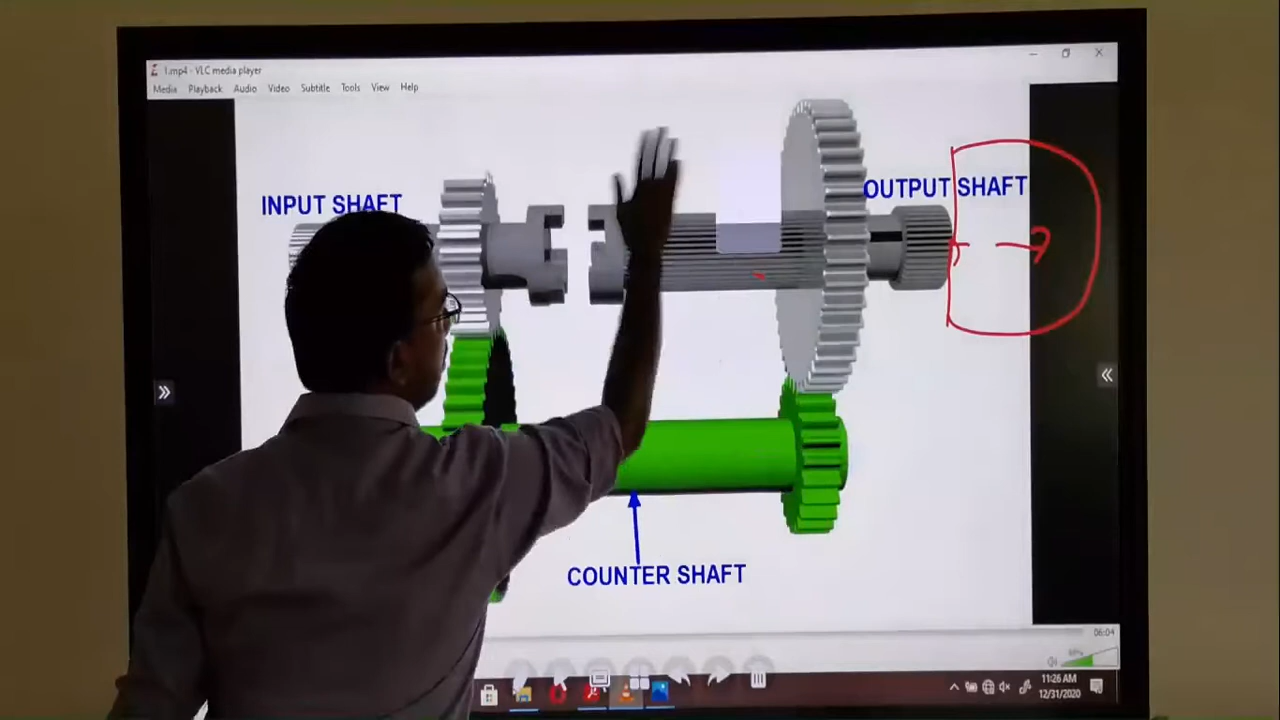 1.mp4 - VLC media player
Media Playback Audio Video Subtitle Tools View Help
INPUT SHAFT
OUTPUT SHAFT
COUNTER SHAFT
06:04
11:26 AM
12/31/2020